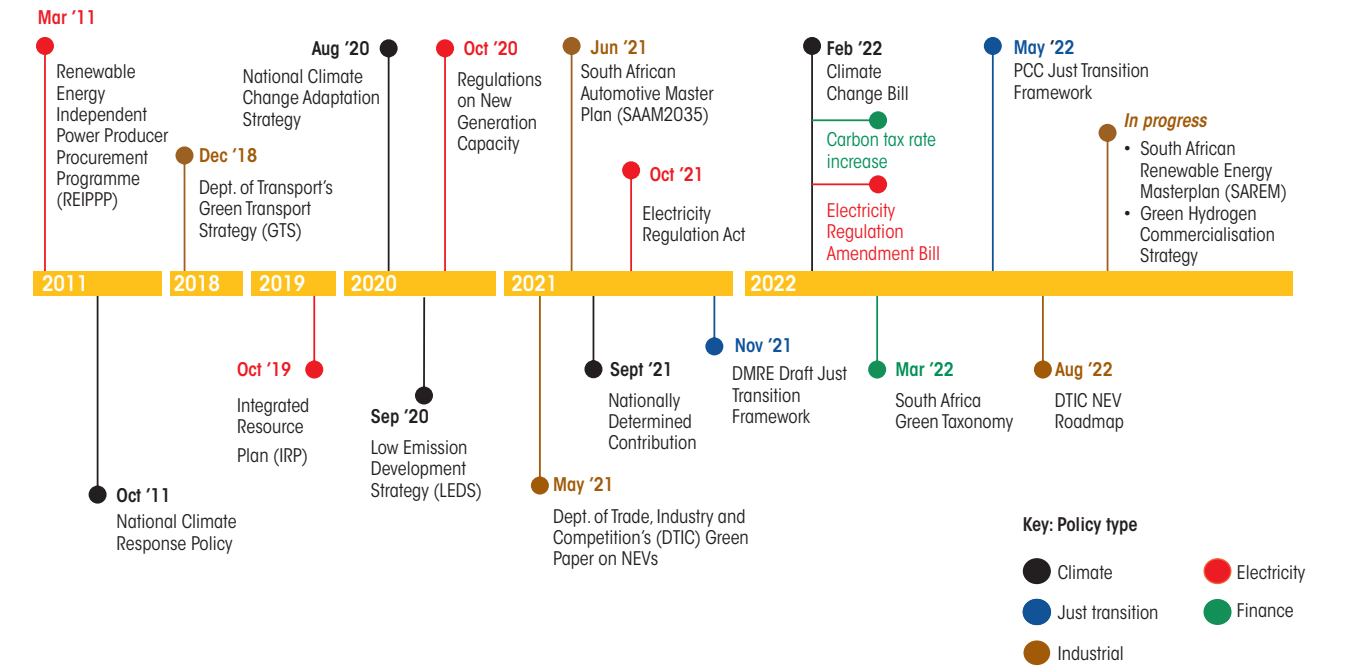 Mar '11
Renewable
Energy
Independent
Power Producer
Procurement
Programme
(REIPPP)
Dec '18
Dept. of Transport's
Green Transport
Strategy (GTS)
Aug '20
National Climate
Change Adaptation
Strategy
Oct '20
Regulations
on New
Generation
Capacity
Jun '21
South African
Automotive Master
Plan (SAAM2035)
Oct '21
Electricity
Regulation Act
Feb '22
Climate
Change Bill
Carbon tax rate
increase
Electricity
Regulation
Amendment Bill
May '22
PCC Just Transition
Framework
In progress
• South African
Renewable Energy
Masterplan (SAREM)
• Green Hydrogen
Commercialisation
Strategy
2011
2018
2019
2020
2021
2022
Oct '11
National Climate
Response Policy
Oct '19
Integrated
Resource
Plan (IRP)
Sep '20
Low Emission
Development
Strategy (LEDS)
May '21
Dept. of Trade, Industry and
Competition's (DTIC) Green
Paper on NEVs
Sept '21
Nationally
Determined
Contribution
Nov '21
DMRE Draft Just
Transition
Framework
Mar '22
South Africa
Green Taxonomy
Aug '22
DTIC NEV
Roadmap
Key: Policy type
Climate
Electricity
Just transition
Finance
Industrial